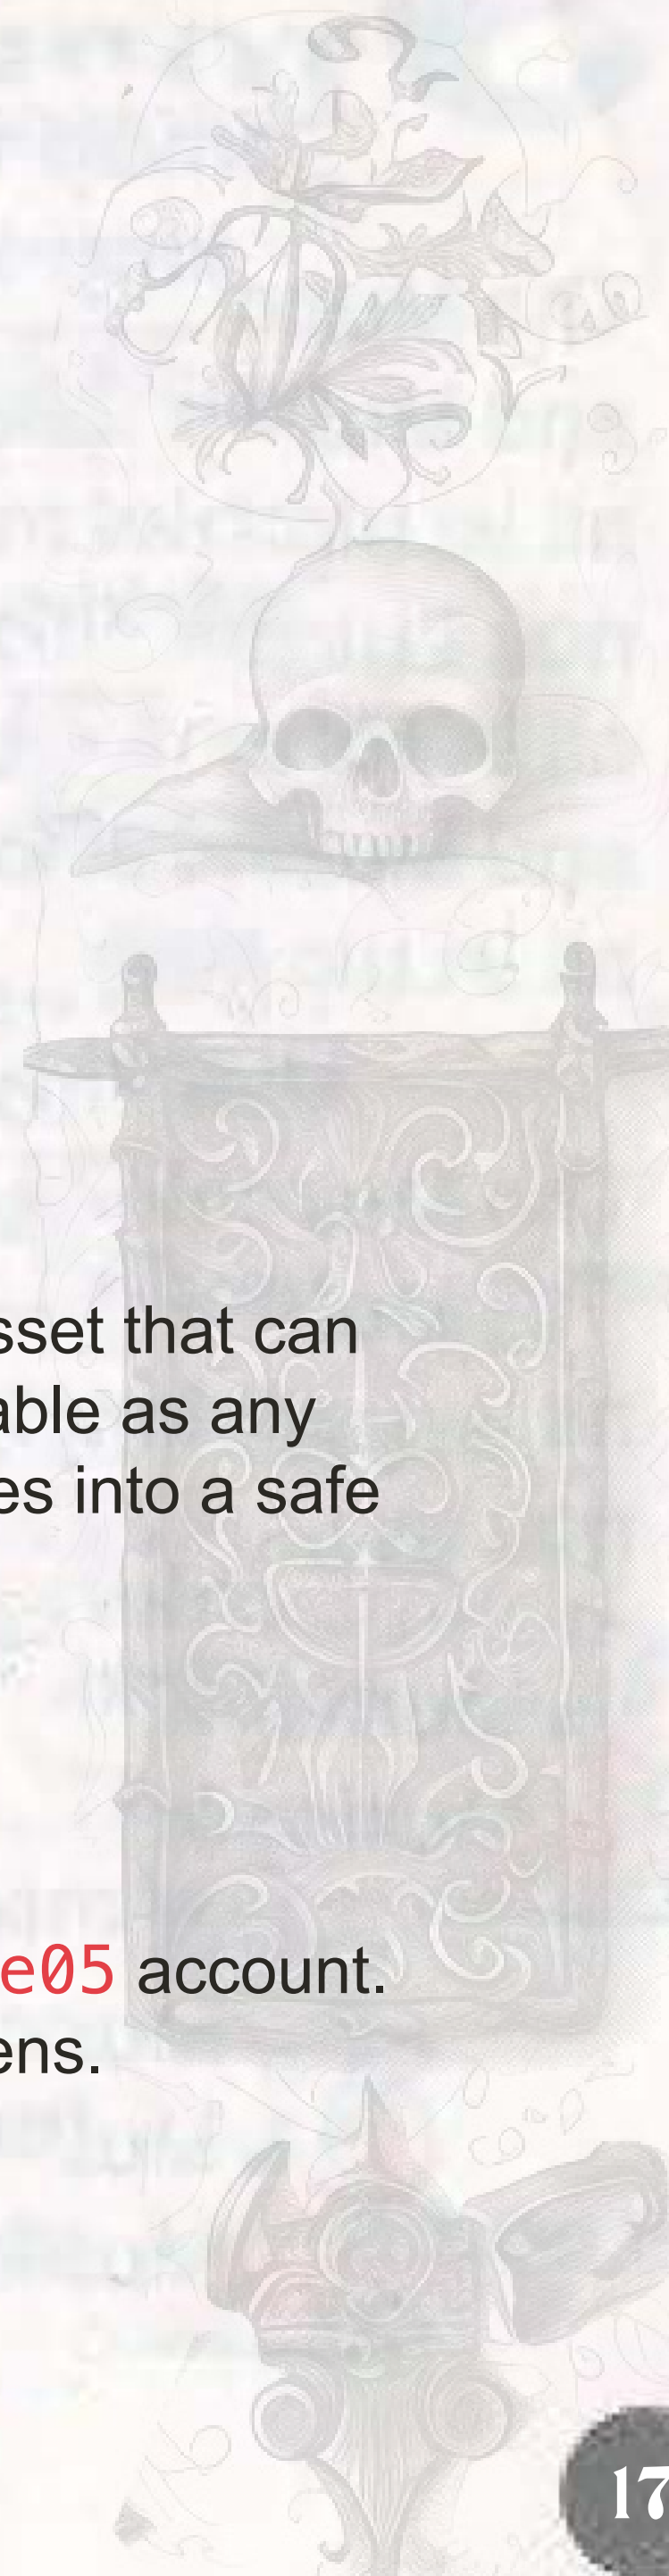 sset that can
able as any
es into a safe
e05 account.
ens.
17